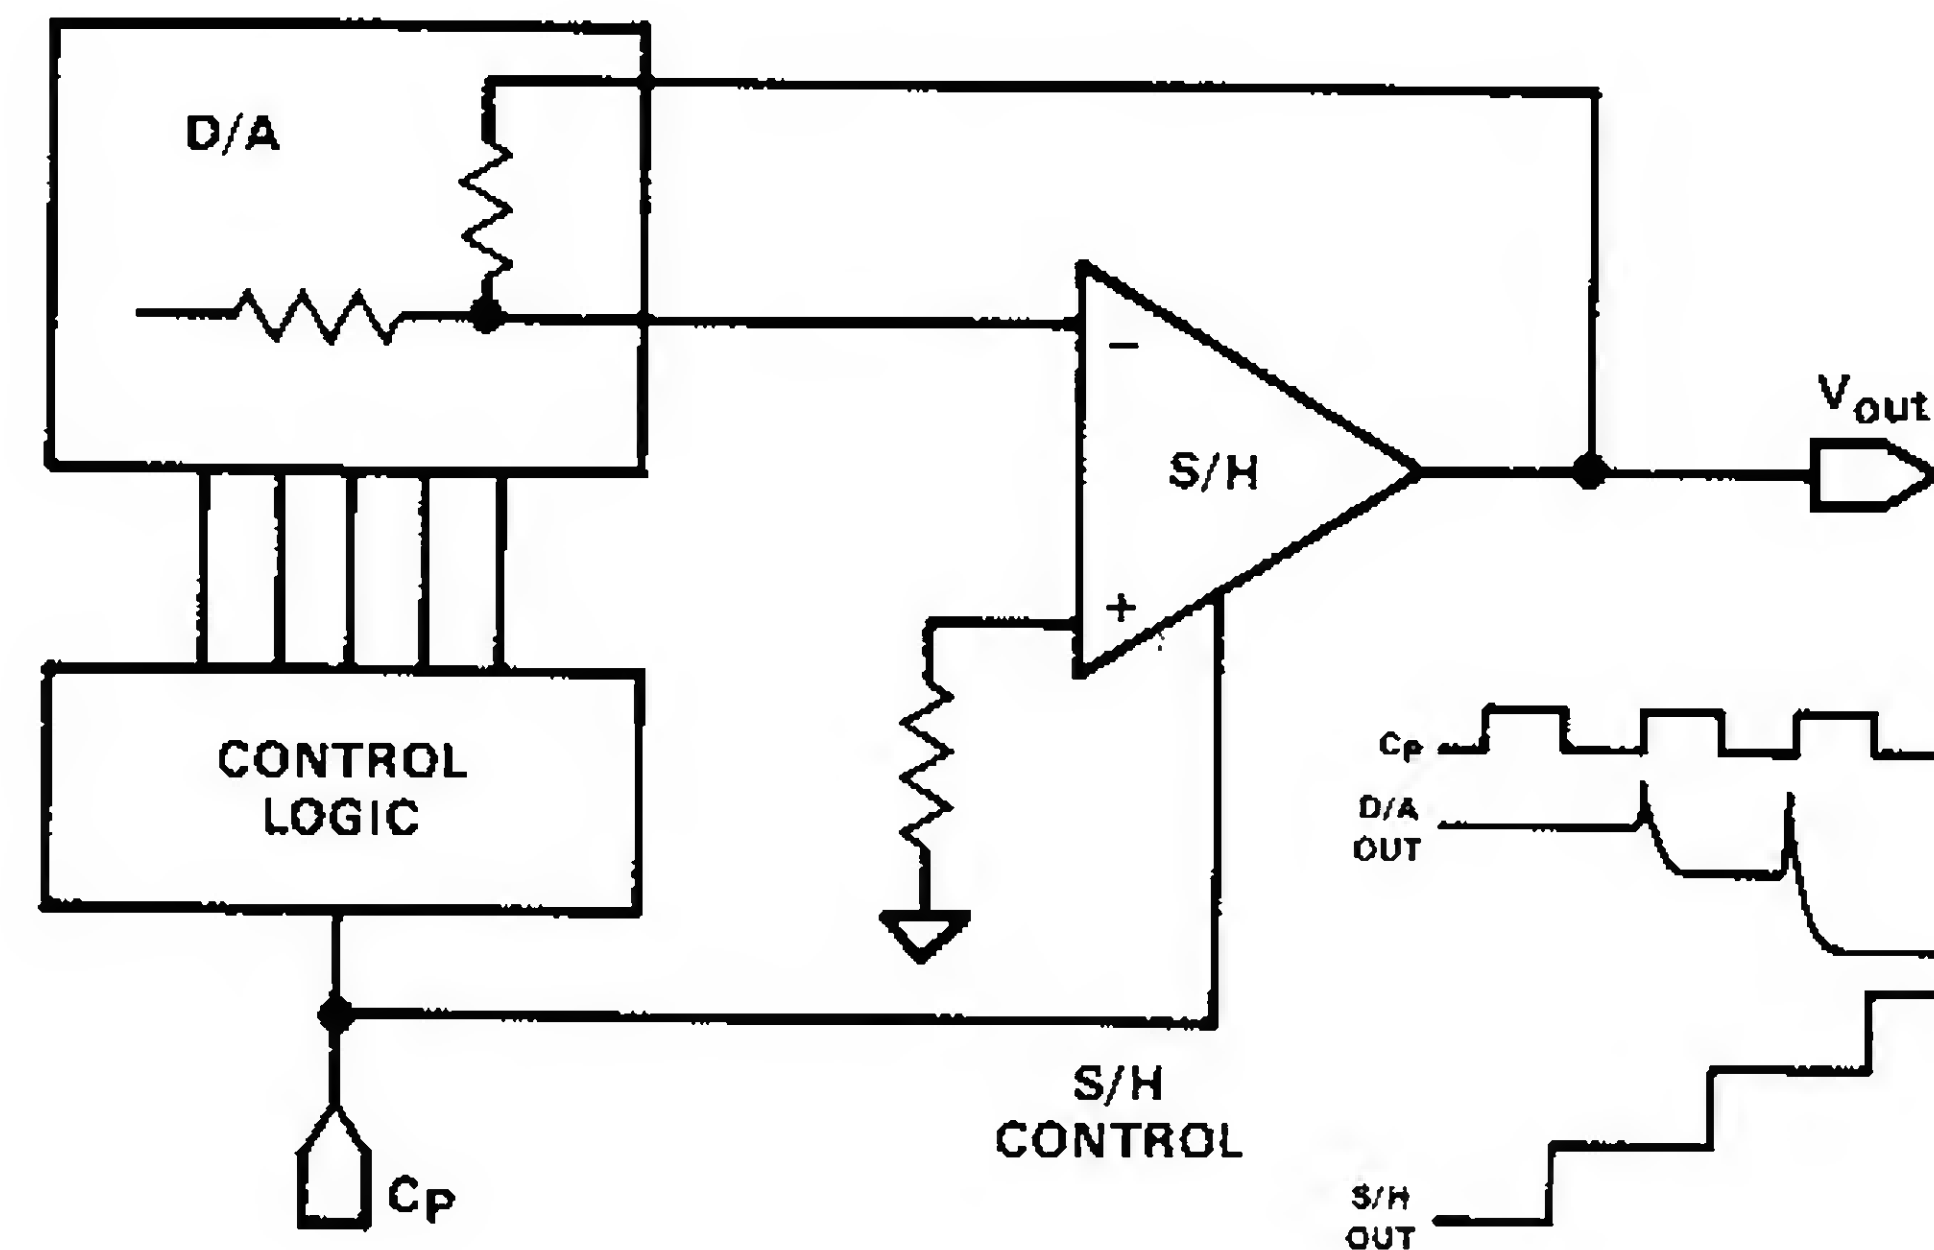 D/A
−
S/H
+
Vout
CONTROL
LOGIC
CP
S/H
CONTROL
CP
D/A
OUT
S/H
OUT